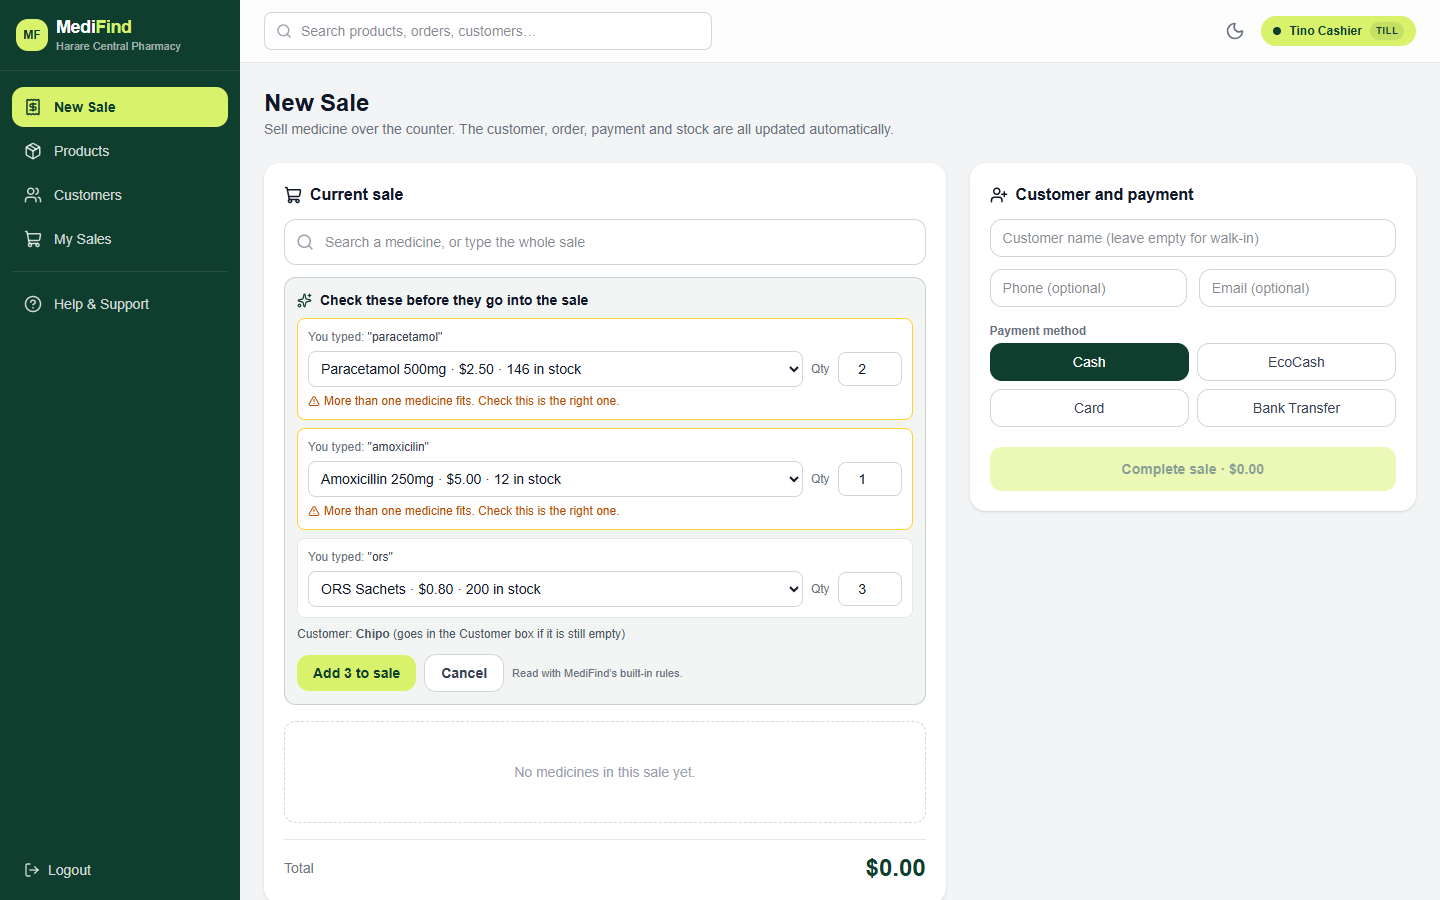 MF
MediFind
Harare Central Pharmacy
New Sale
Products
Customers
My Sales
Help & Support
Logout
Search products, orders, customers...
Tino Cashier TILL
New Sale
Sell medicine over the counter. The customer, order, payment and stock are all updated automatically.
Current sale
Search a medicine, or type the whole sale
Check these before they go into the sale
You typed: "paracetamol"
Paracetamol 500mg · $2.50 · 146 in stock Qty 2
More than one medicine fits. Check this is the right one.
You typed: "amoxicilin"
Amoxicillin 250mg · $5.00 · 12 in stock Qty 1
More than one medicine fits. Check this is the right one.
You typed: "ors"
ORS Sachets · $0.80 · 200 in stock Qty 3
Customer: Chipo (goes in the Customer box if it is still empty)
Add 3 to sale Cancel Read with MediFind's built-in rules.
No medicines in this sale yet.
Total $0.00
Customer and payment
Customer name (leave empty for walk-in)
Phone (optional) Email (optional)
Payment method
Cash EcoCash
Card Bank Transfer
Complete sale · $0.00